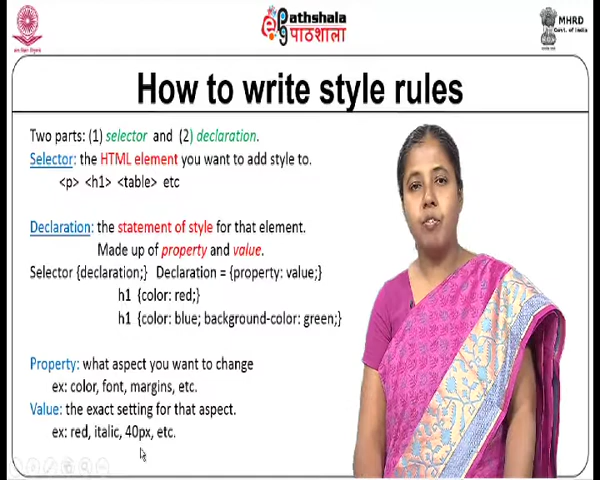 Pathshala
पाठशाला
MHRD
Govt. of India
How to write style rules
Two parts: (1) selector and (2) declaration.
Selector: the HTML element you want to add style to.
<p> <h1> <table> etc
Declaration: the statement of style for that element.
Made up of property and value.
Selector {declaration;} Declaration = {property: value;}
h1 {color: red;}
h1 {color: blue; background-color: green;}
Property: what aspect you want to change
ex: color, font, margins, etc.
Value: the exact setting for that aspect.
ex: red, italic, 40px, etc.